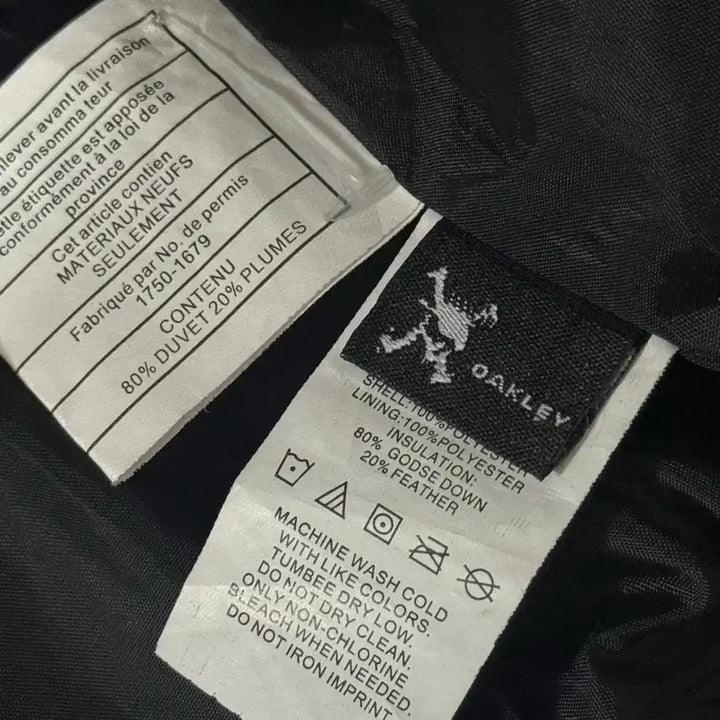 lever avant la livraison
au consomma teur
tte étiquette est apposée
conformément à la loi de la
province
Cet article contien
MATERIAUX NEUFS
SEULEMENT
Fabriqué par No. de permis
1750-1679
CONTENU
80% DUVET 20% PLUMES
OAKLEY
SHELL:100%POLYESTER
LINING:100%POLYESTER
INSULATION:
80% GODSE DOWN
20% FEATHER
MACHINE WASH COLD
WITH LIKE COLORS.
TUMBEE DRY LOW.
DO NOT DRY CLEAN.
ONLY NON-CHLORINE
BLEACH WHEN NEEDED.
DO NOT IRON IMPRINT